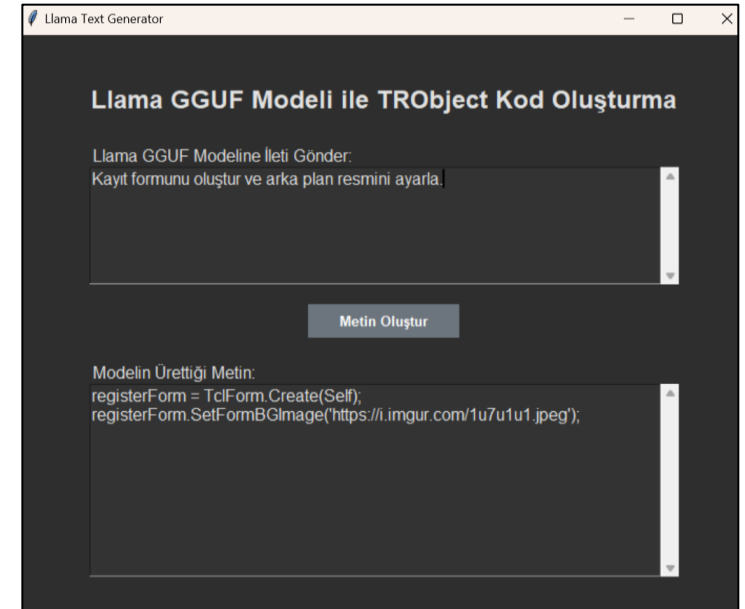 Llama Text Generator
Llama GGUF Modeli ile TRObject Kod Oluşturma
Llama GGUF Modeline İleti Gönder:
Kayıt formunu oluştur ve arka plan resmini ayarla.
Metin Oluştur
Modelin Ürettiği Metin:
registerForm = TclForm.Create(Self);
registerForm.SetFormBGImage('https://i.imgur.com/1u7u1u1.jpeg');